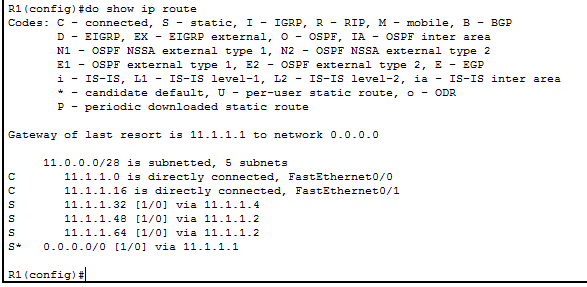 R1(config)#do show ip route
Codes: C - connected, S - static, I - IGRP, R - RIP, M - mobile, B - BGP
D - EIGRP, EX - EIGRP external, O - OSPF, IA - OSPF inter area
N1 - OSPF NSSA external type 1, N2 - OSPF NSSA external type 2
E1 - OSPF external type 1, E2 - OSPF external type 2, E - EGP
i - IS-IS, L1 - IS-IS level-1, L2 - IS-IS level-2, ia - IS-IS inter area
* - candidate default, U - per-user static route, o - ODR
P - periodic downloaded static route
Gateway of last resort is 11.1.1.1 to network 0.0.0.0
11.0.0.0/28 is subnetted, 5 subnets
C 11.1.1.0 is directly connected, FastEthernet0/0
C 11.1.1.16 is directly connected, FastEthernet0/1
S 11.1.1.32 [1/0] via 11.1.1.4
S 11.1.1.48 [1/0] via 11.1.1.2
S 11.1.1.64 [1/0] via 11.1.1.2
S* 0.0.0.0/0 [1/0] via 11.1.1.1
R1(config)#